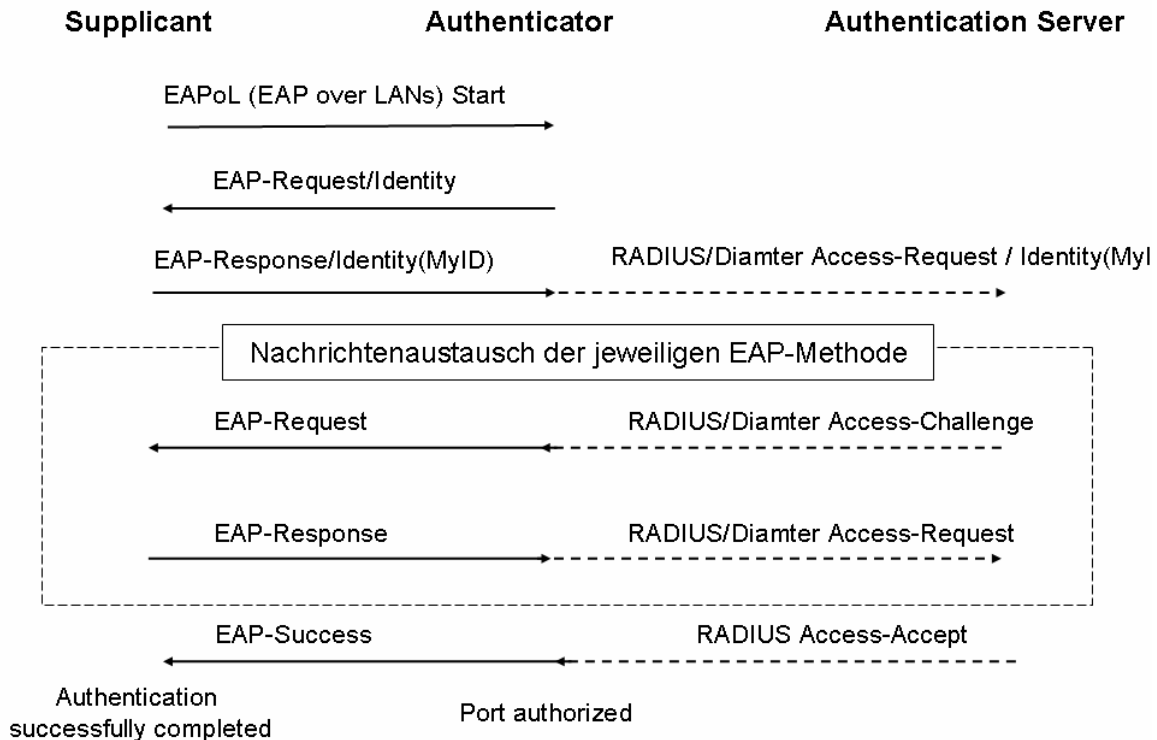 Supplicant Authenticator Authentication Server
EAPoL (EAP over LANs) Start
EAP-Request/Identity
EAP-Response/Identity(MyID) RADIUS/Diamter Access-Request / Identity(MyI
Nachrichtenaustausch der jeweiligen EAP-Methode
EAP-Request RADIUS/Diamter Access-Challenge
EAP-Response RADIUS/Diamter Access-Request
EAP-Success RADIUS Access-Accept
Authentication
successfully completed
Port authorized